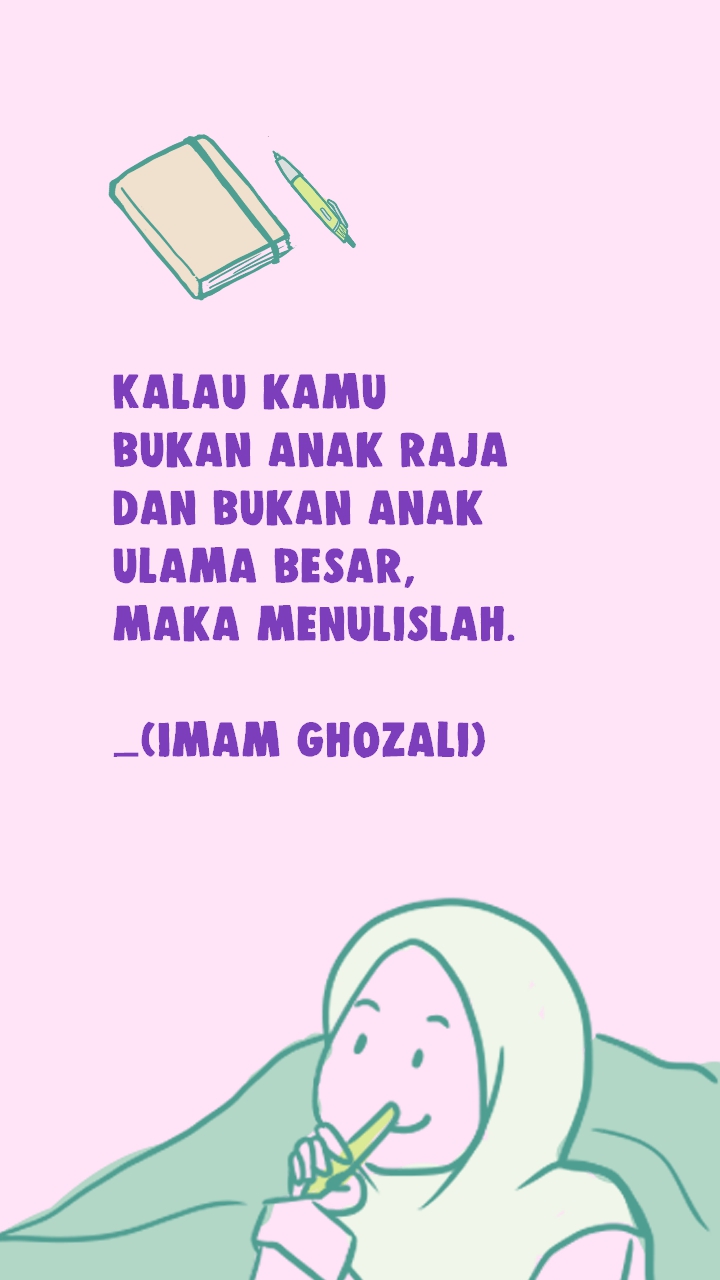 KALAU KAMU
BUKAN ANAK RAJA
DAN BUKAN ANAK
ULAMA BESAR,
MAKA MENULISLAH.
_(IMAM GHOZALI)